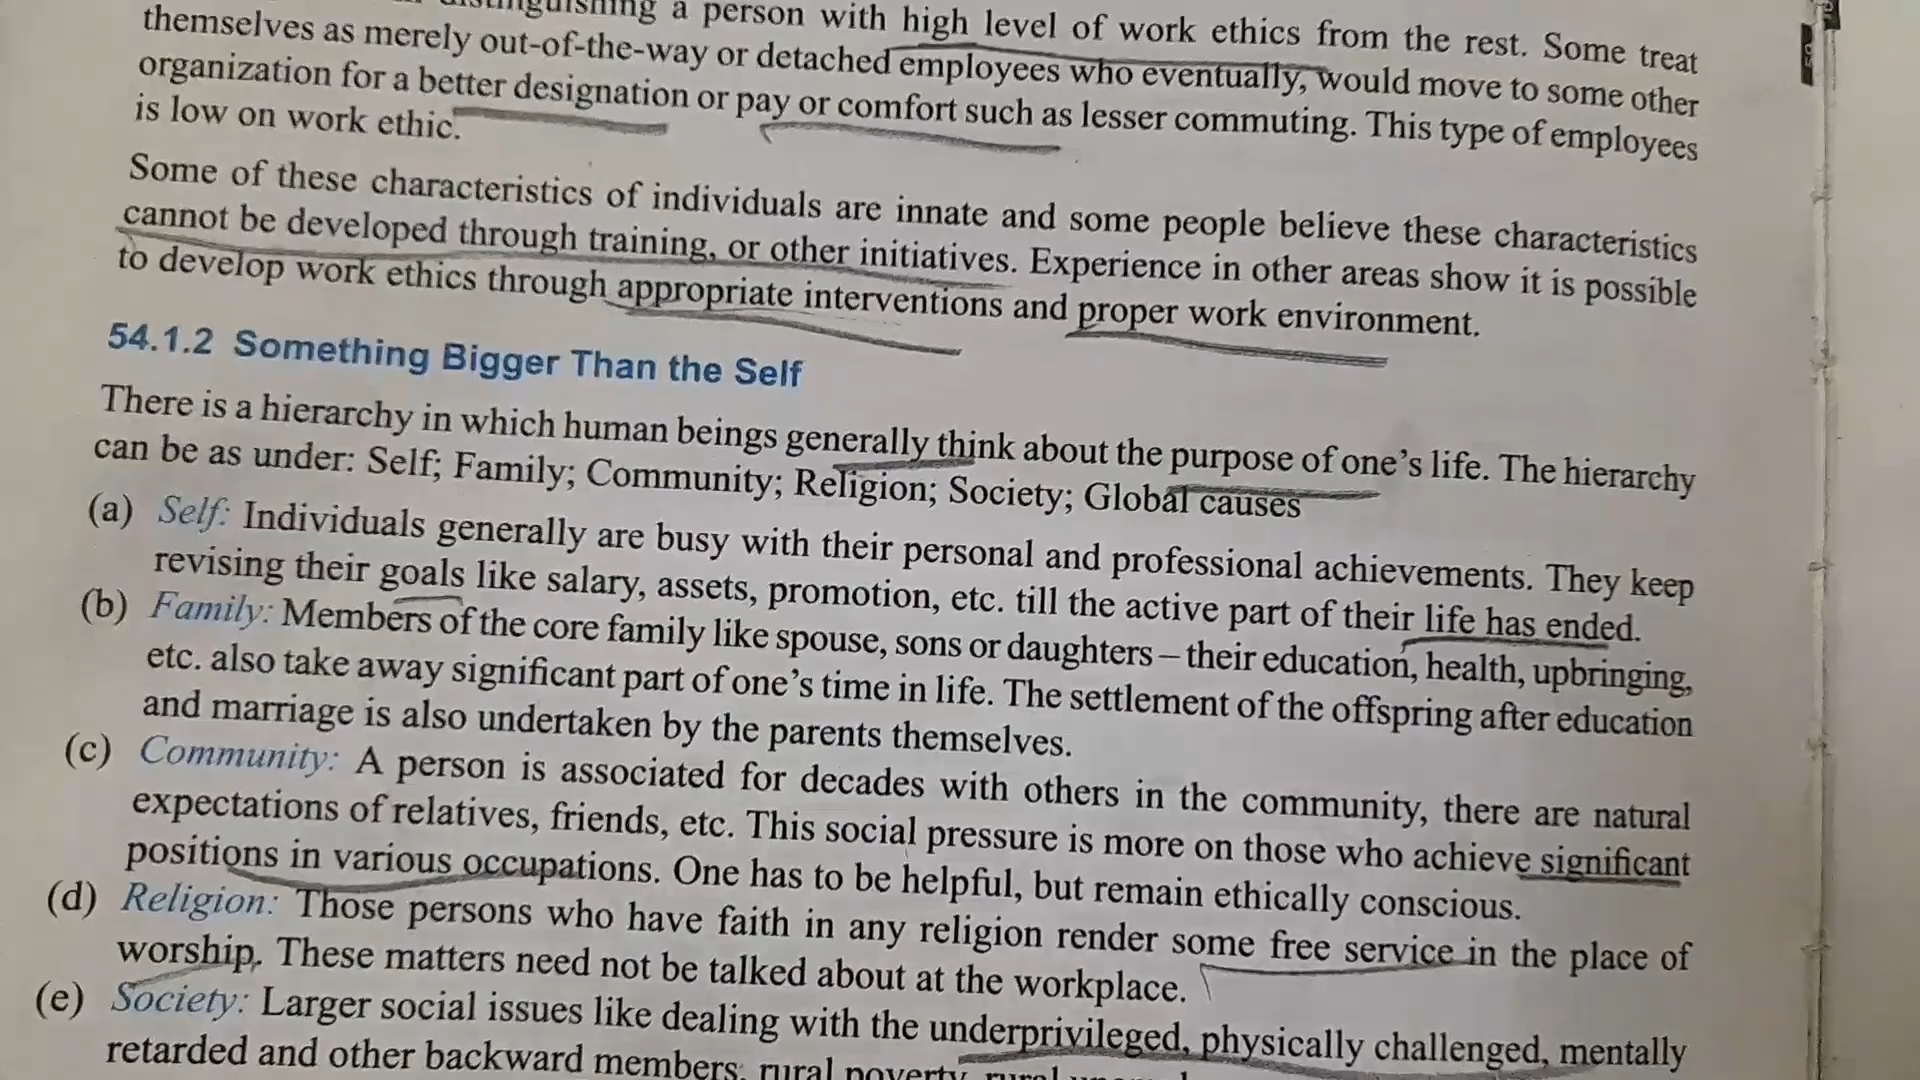 distinguishing a person with high level of work ethics from the rest. Some treat
themselves as merely out-of-the-way or detached employees who eventually, would move to some other
organization for a better designation or pay or comfort such as lesser commuting. This type of employees
is low on work ethic.
Some of these characteristics of individuals are innate and some people believe these characteristics
cannot be developed through training, or other initiatives. Experience in other areas show it is possible
to develop work ethics through appropriate interventions and proper work environment.
54.1.2 Something Bigger Than the Self
There is a hierarchy in which human beings generally think about the purpose of one's life. The hierarchy
can be as under: Self; Family; Community; Religion; Society; Global causes
(a) Self: Individuals generally are busy with their personal and professional achievements. They keep
revising their goals like salary, assets, promotion, etc. till the active part of their life has ended.
(b) Family: Members of the core family like spouse, sons or daughters – their education, health, upbringing,
etc. also take away significant part of one's time in life. The settlement of the offspring after education
and marriage is also undertaken by the parents themselves.
(c) Community: A person is associated for decades with others in the community, there are natural
expectations of relatives, friends, etc. This social pressure is more on those who achieve significant
positions in various occupations. One has to be helpful, but remain ethically conscious.
(d) Religion: Those persons who have faith in any religion render some free service in the place of
worship. These matters need not be talked about at the workplace.
(e) Society: Larger social issues like dealing with the underprivileged, physically challenged, mentally
retarded and other backward members, rural poverty, rural